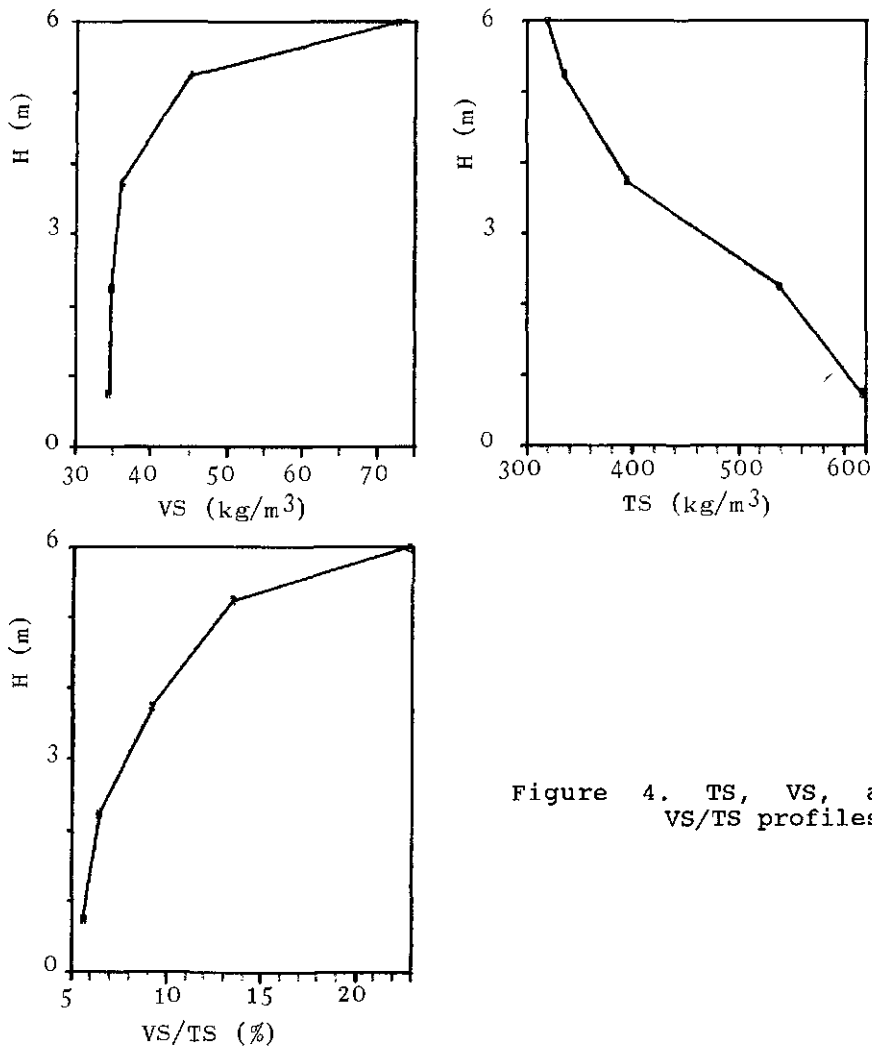 6
H (m)
3
0
30 40 50 60 70
VS (kg/m³)
6
H (m)
3
0
300 400 500 600
TS (kg/m³)
6
H (m)
3
0
5 10 15 20
VS/TS (%)
Figure 4. TS, VS, a
VS/TS profiles